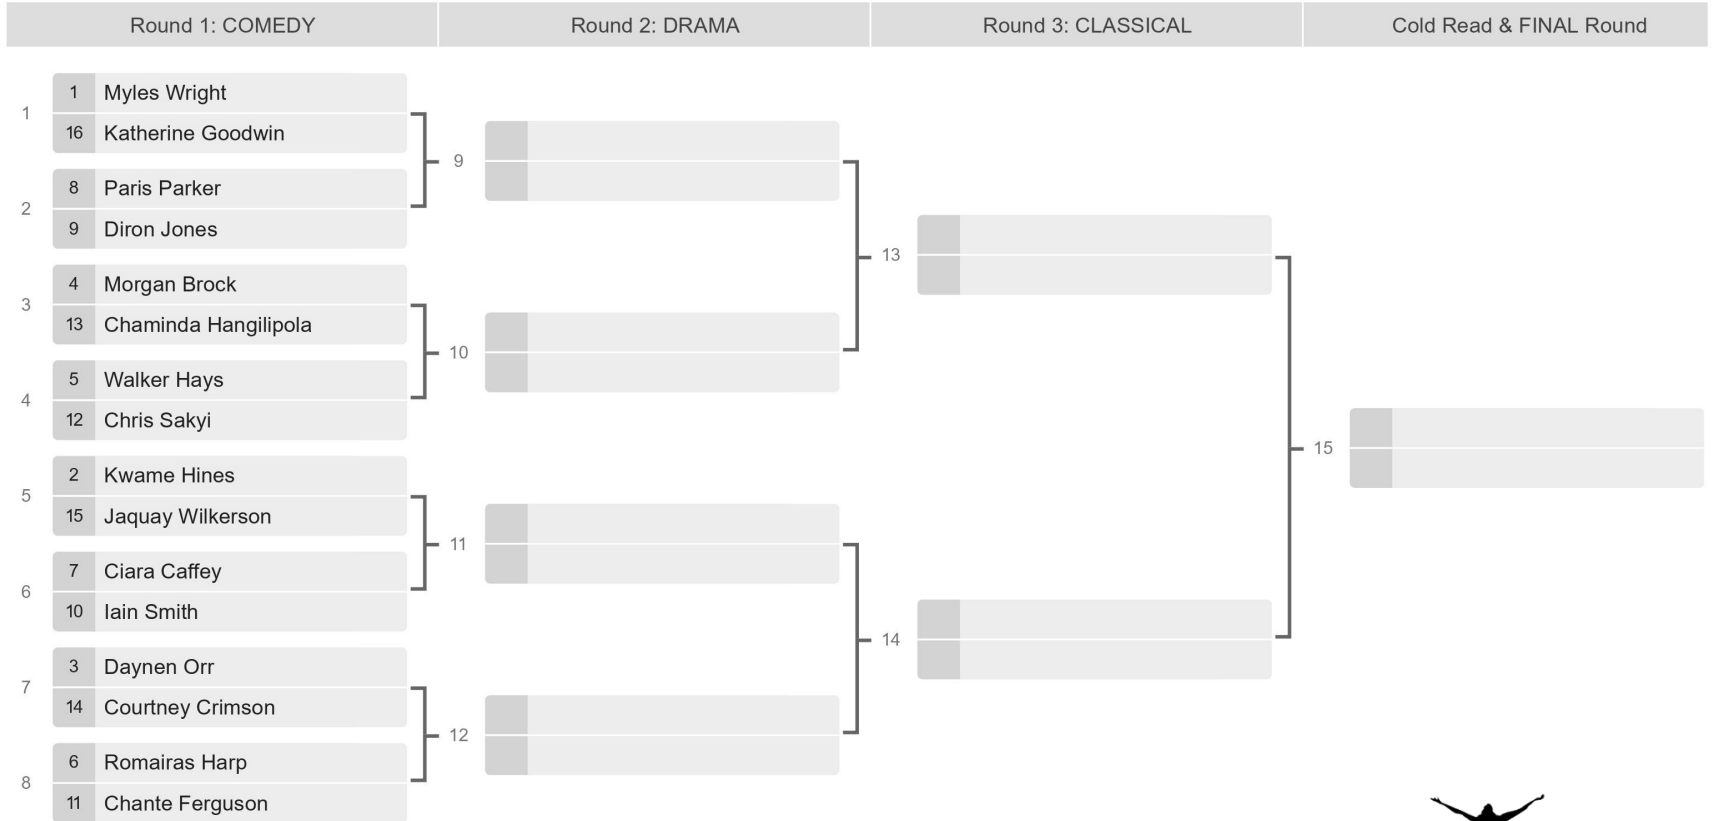 Round 1: COMEDY
Round 2: DRAMA
Round 3: CLASSICAL
Cold Read & FINAL Round
1
1 Myles Wright
16 Katherine Goodwin
2
8 Paris Parker
9 Diron Jones
3
4 Morgan Brock
13 Chaminda Hangilipola
4
5 Walker Hays
12 Chris Sakyi
5
2 Kwame Hines
15 Jaquay Wilkerson
6
7 Ciara Caffey
10 Iain Smith
7
3 Daynen Orr
14 Courtney Crimson
8
6 Romairas Harp
11 Chante Ferguson
9
10
11
12
13
14
15